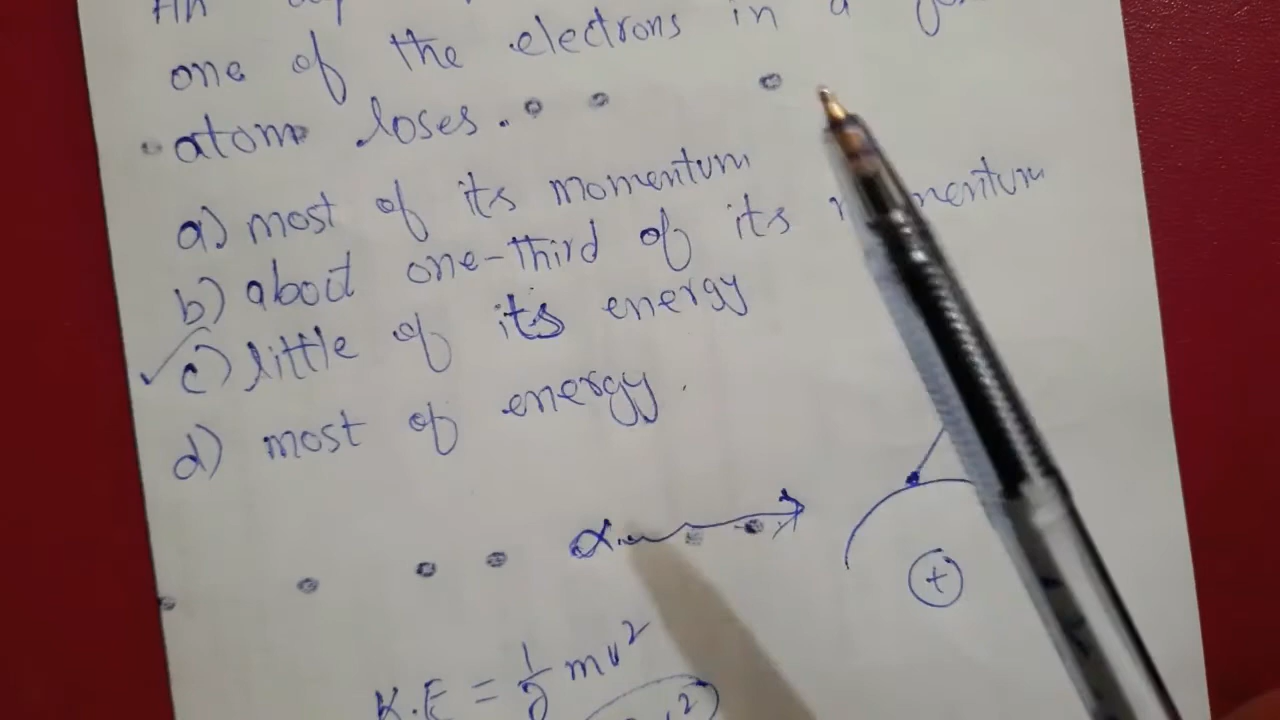 one of the electrons in a
atom loses.
a) most of its momentum
b) about one-third of its
c) little of its energy
d) most of energy.
α
+
K.E = 1/2 mv²